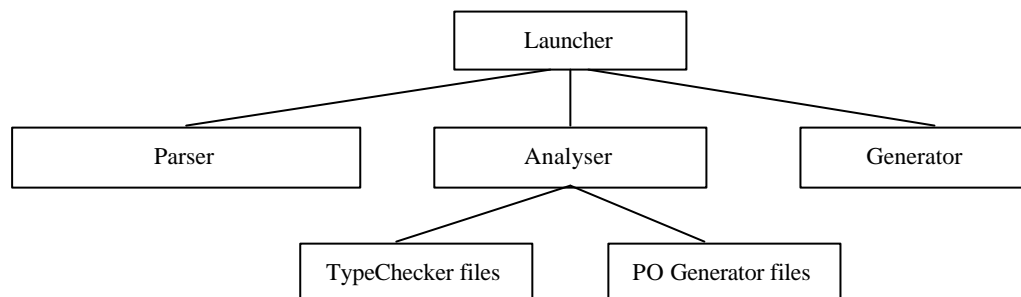 Launcher
Parser
Analyser
Generator
TypeChecker files
PO Generator files